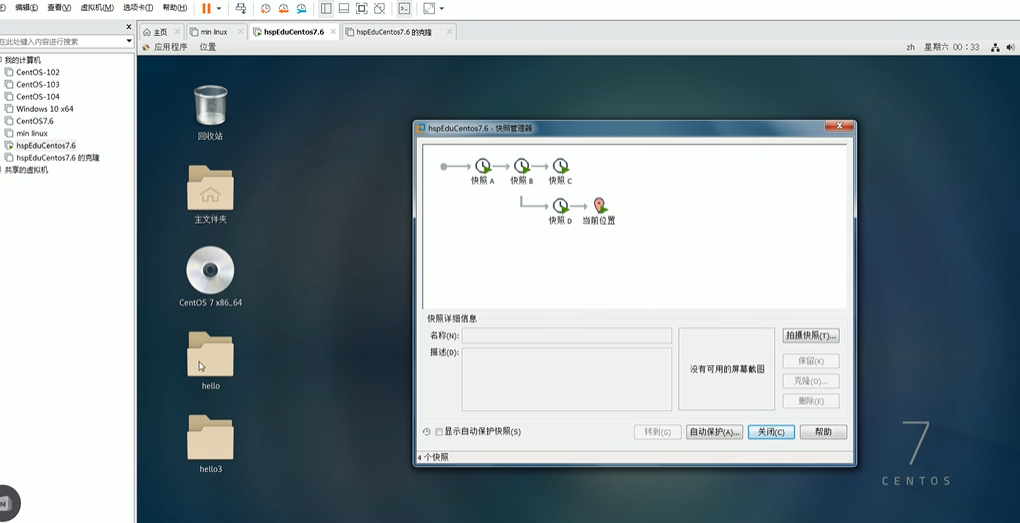 编辑(E) 查看(V) 虚拟机(M) 选项卡(T) 帮助(H)
在此处键入内容进行搜索
我的计算机
CentOS-102
CentOS-103
CentOS-104
Windows 10 x64
CentOS7.6
min linux
hspEduCentos7.6
hspEduCentos7.6 的克隆
共享的虚拟机
主页 min linux hspEduCentos7.6 hspEduCentos7.6 的克隆
应用程序 位置 zh 星期六 00:33
回收站
主文件夹
CentOS 7 x86_64
hello
hello3
hspEduCentos7.6 - 快照管理器
快照 A 快照 B 快照 C
快照 D 当前位置
快照详细信息
名称(N):
描述(D):
没有可用的屏幕截图
拍摄快照(T)...
保留(K)
克隆(O)...
删除(E)
显示自动保护快照(S)
转到(G) 自动保护(A)... 关闭(C) 帮助
4 个快照
7
CENTOS